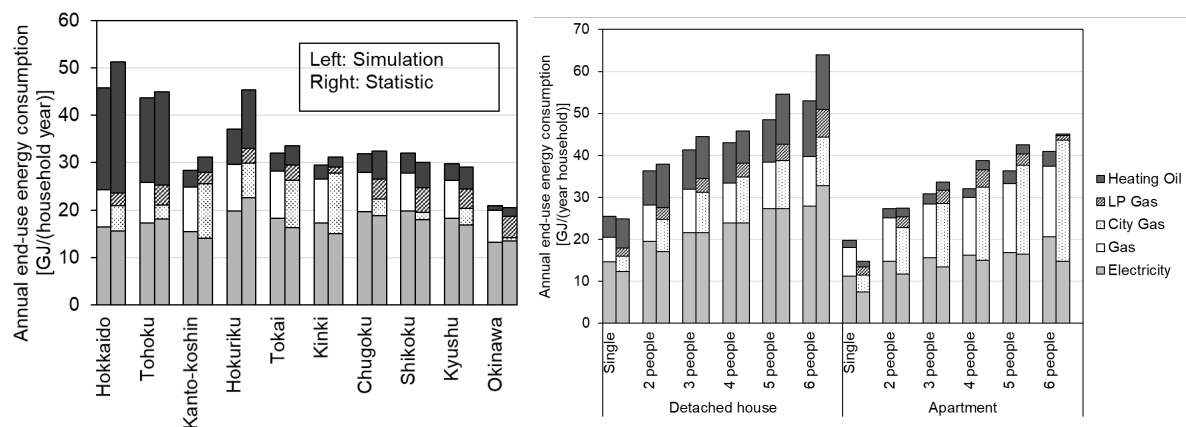 Annual end-use energy consumption
[GJ/(household year)]
60
50
40
30
20
10
0
Left: Simulation
Right: Statistic
Hokkaido
Tohoku
Kanto-koshin
Hokuriku
Tokai
Kinki
Chugoku
Shikoku
Kyushu
Okinawa
Annual end-use energy consumption
[GJ/(year household)]
70
60
50
40
30
20
10
0
Single
2 people
3 people
4 people
5 people
6 people
Single
2 people
3 people
4 people
5 people
6 people
Detached house
Apartment
Heating Oil
LP Gas
City Gas
Gas
Electricity